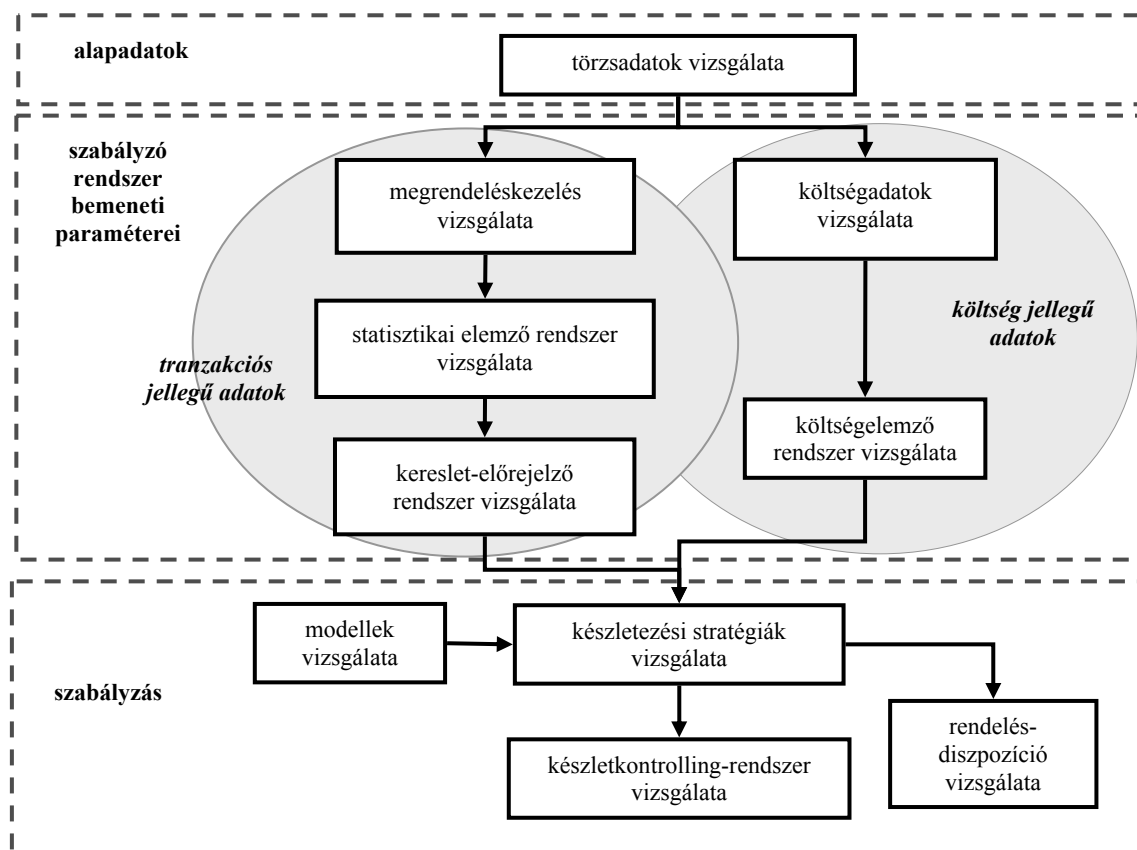 alapadatok
törzsadatok vizsgálata
szabályzó
rendszer
bemeneti
paraméterei
megrendeléskezelés
vizsgálata
költségadatok
vizsgálata
statisztikai elemző rendszer
vizsgálata
költség jellegű
adatok
tranzakciós
jellegű adatok
kereslet-előrejelző
rendszer vizsgálata
költségelemző
rendszer vizsgálata
szabályzás
modellek
vizsgálata
készletezési stratégiák
vizsgálata
készletkontrolling-rendszer
vizsgálata
rendelés-
diszpozíció
vizsgálata